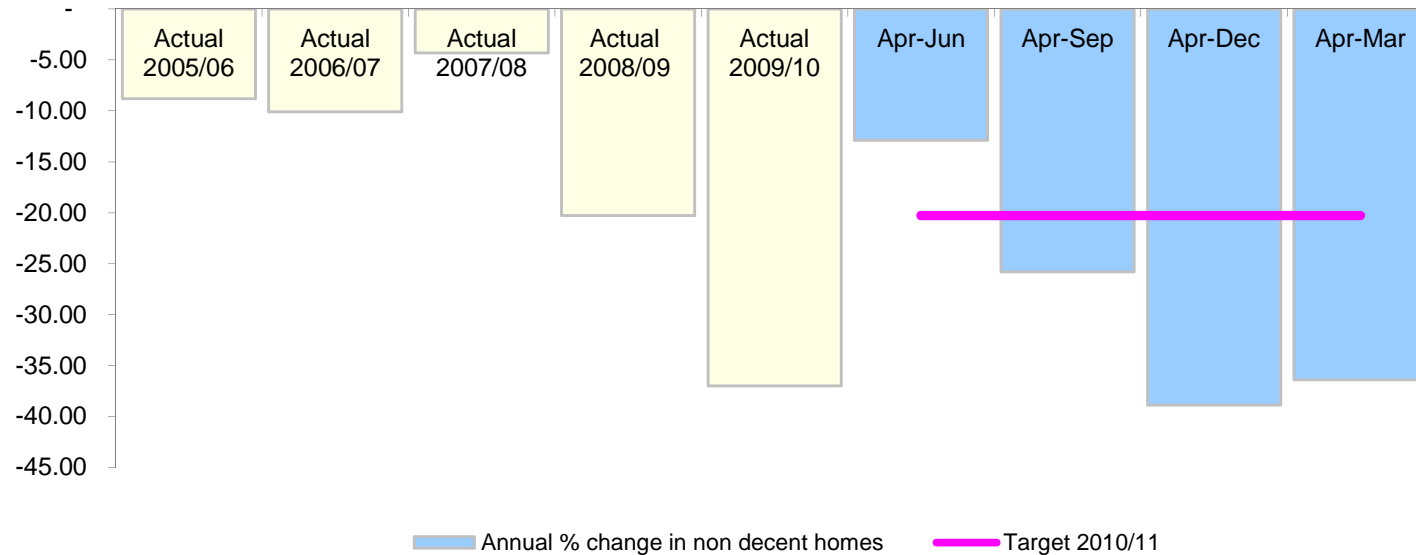 -
-5.00
-10.00
-15.00
-20.00
-25.00
-30.00
-35.00
-40.00
-45.00
Actual
2005/06
Actual
2006/07
Actual
2007/08
Actual
2008/09
Actual
2009/10
Apr-Jun
Apr-Sep
Apr-Dec
Apr-Mar
Annual % change in non decent homes
Target 2010/11